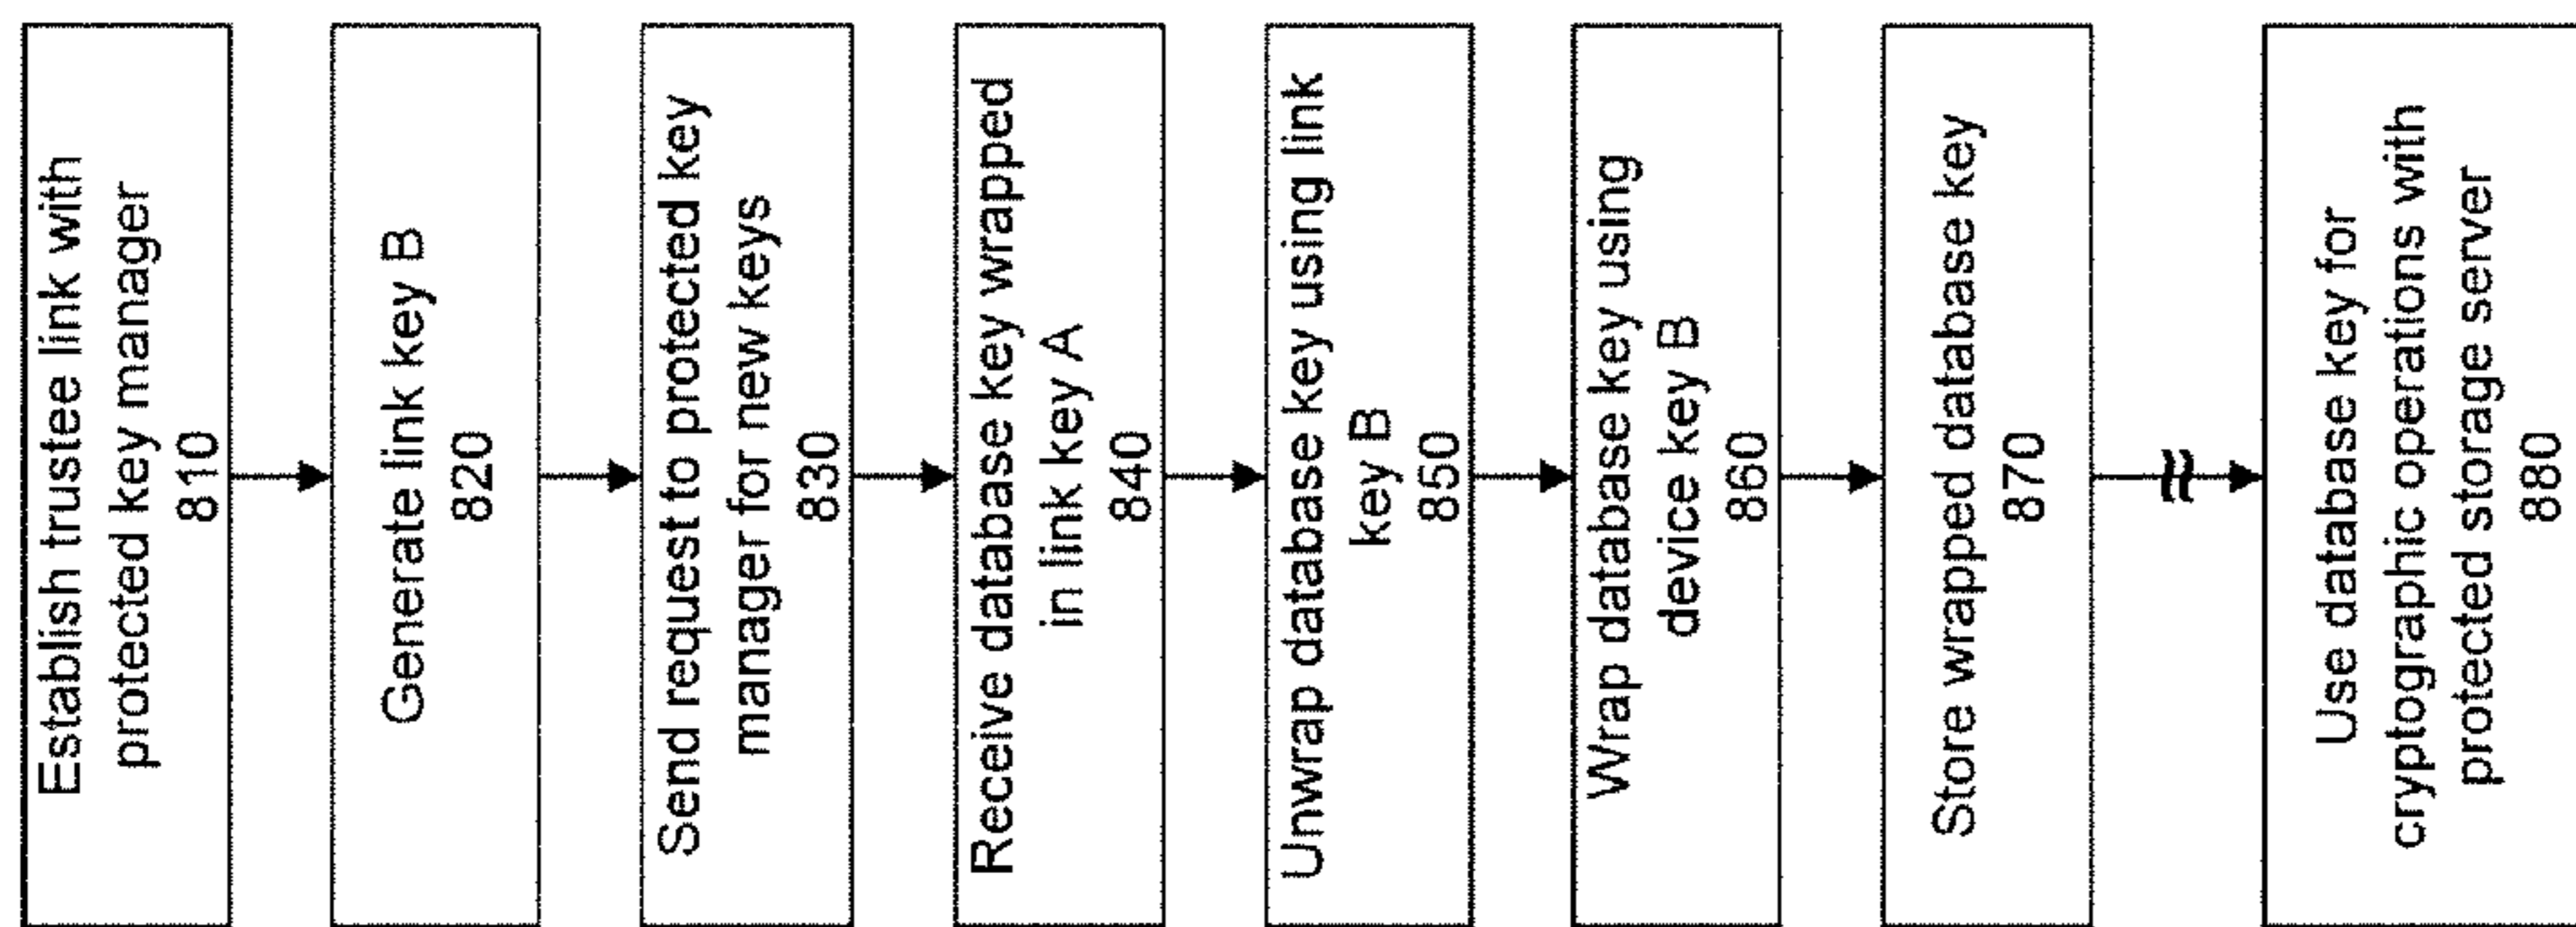 Establish trustee link with
protected key manager
810
Generate link key B
820
Send request to protected key
manager for new keys
830
Receive database key wrapped
in link key A
840
Unwrap database key using link
key B
850
Wrap database key using
device key B
860
Store wrapped database key
870
Use database key for
cryptographic operations with
protected storage server
880